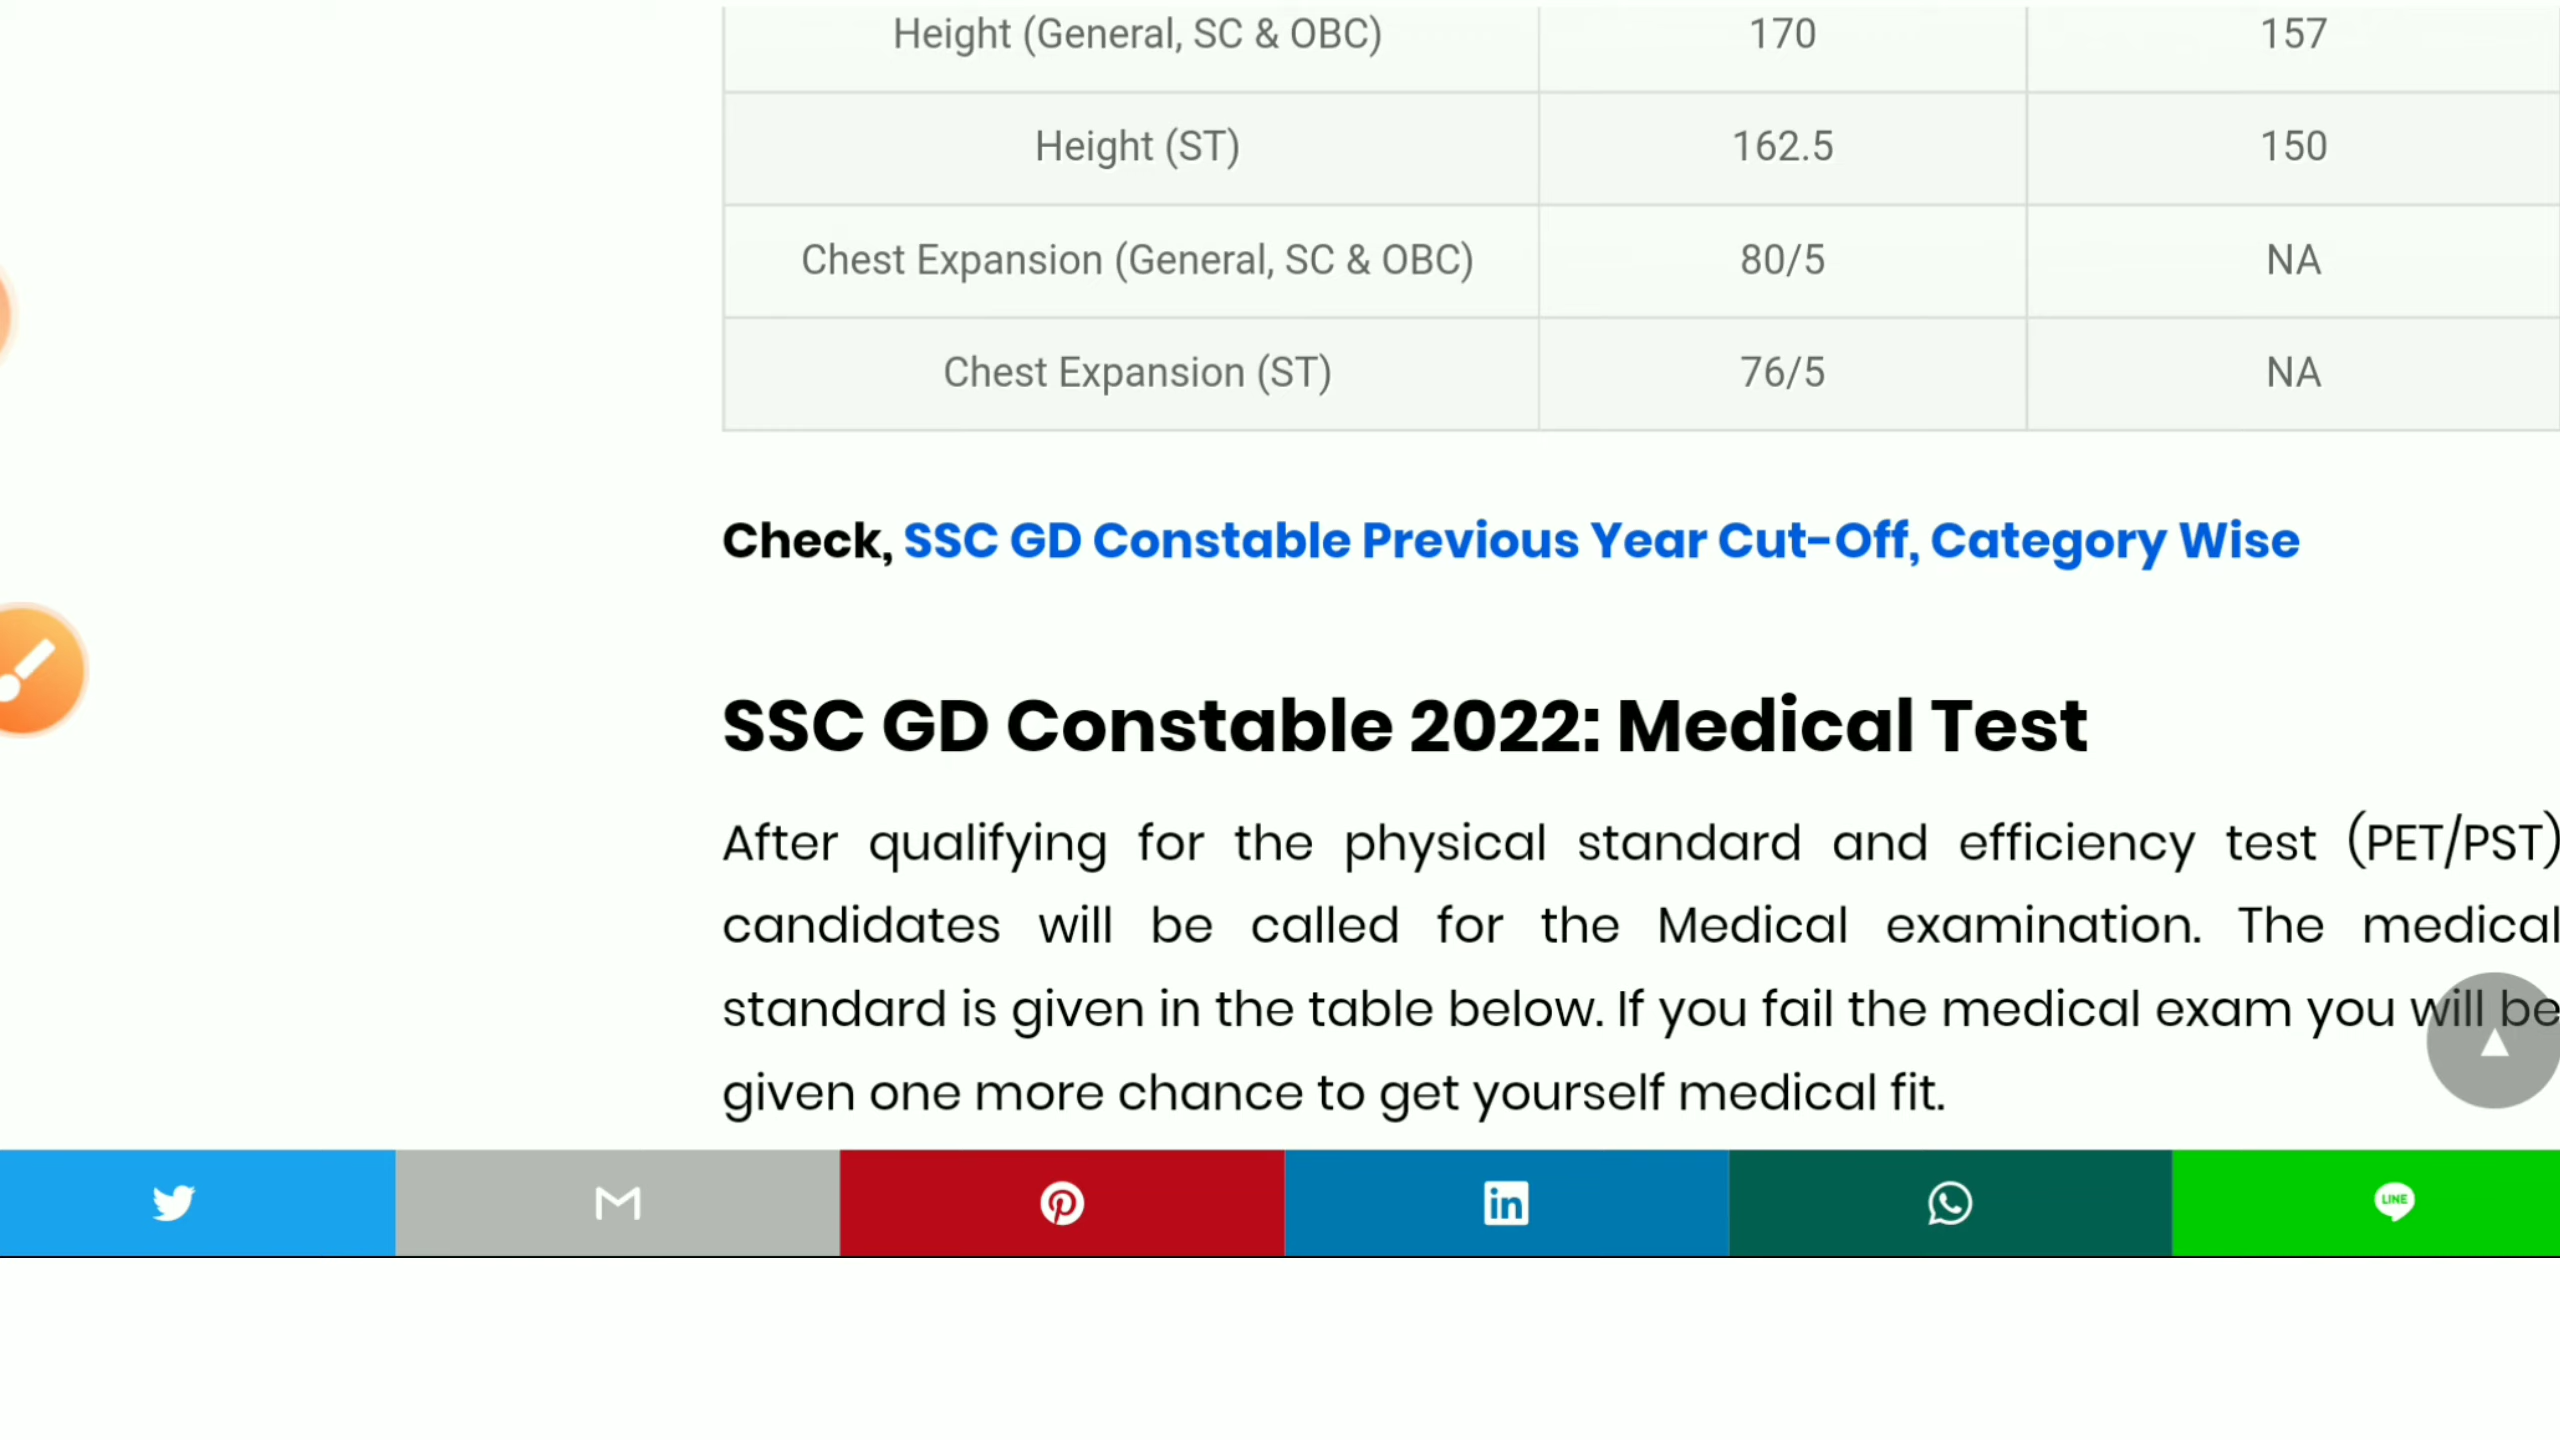 Height (General, SC & OBC) 170 157
Height (ST) 162.5 150
Chest Expansion (General, SC & OBC) 80/5 NA
Chest Expansion (ST) 76/5 NA
Check, SSC GD Constable Previous Year Cut-Off, Category Wise
SSC GD Constable 2022: Medical Test
After qualifying for the physical standard and efficiency test (PET/PST)
candidates will be called for the Medical examination. The medical
standard is given in the table below. If you fail the medical exam you will be
given one more chance to get yourself medical fit.
LINE